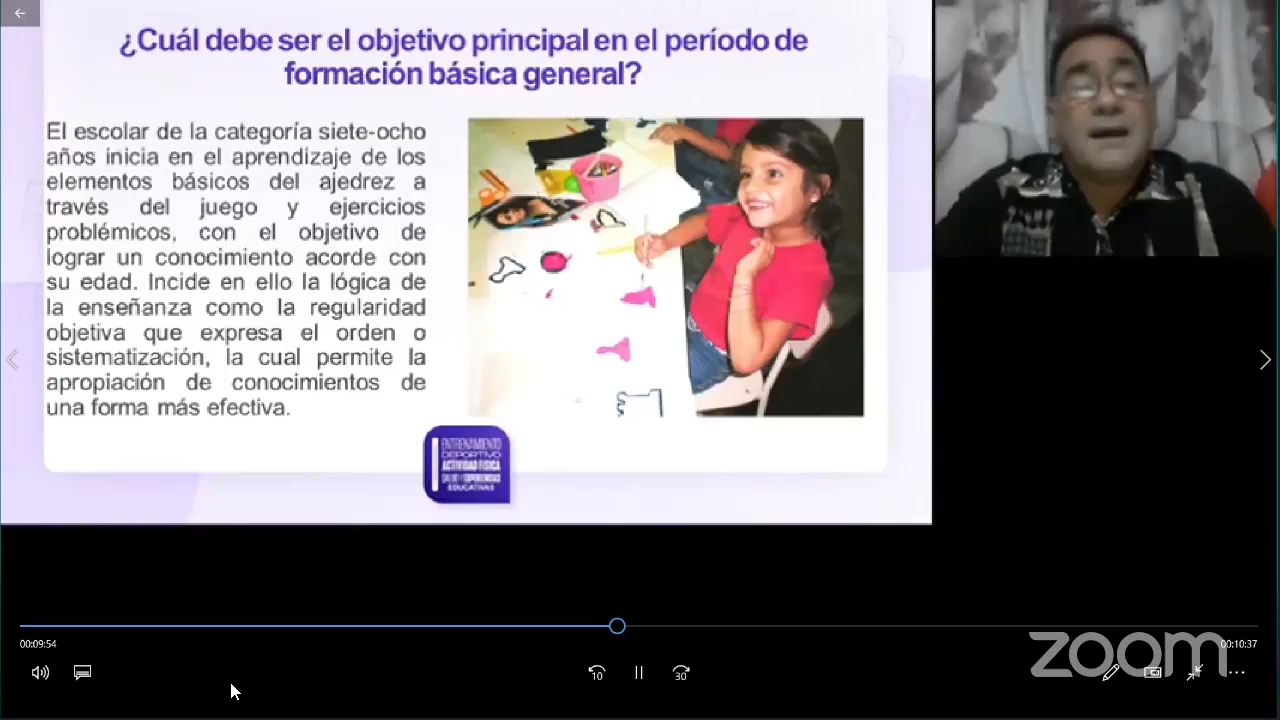 ¿Cuál debe ser el objetivo principal en el período de
formación básica general?
El escolar de la categoría siete-ocho
años inicia en el aprendizaje de los
elementos básicos del ajedrez a
través del juego y ejercicios
problémicos, con el objetivo de
lograr un conocimiento acorde con
su edad. Incide en ello la lógica de
la enseñanza como la regularidad
objetiva que expresa el orden o
sistematización, la cual permite la
apropiación de conocimientos de
una forma más efectiva.
ENTRENAMIENTO
DEPORTIVO
ACTIVIDAD FISICA
EDUCATIVAS
00:09:54
00:10:37
10
30
zoom